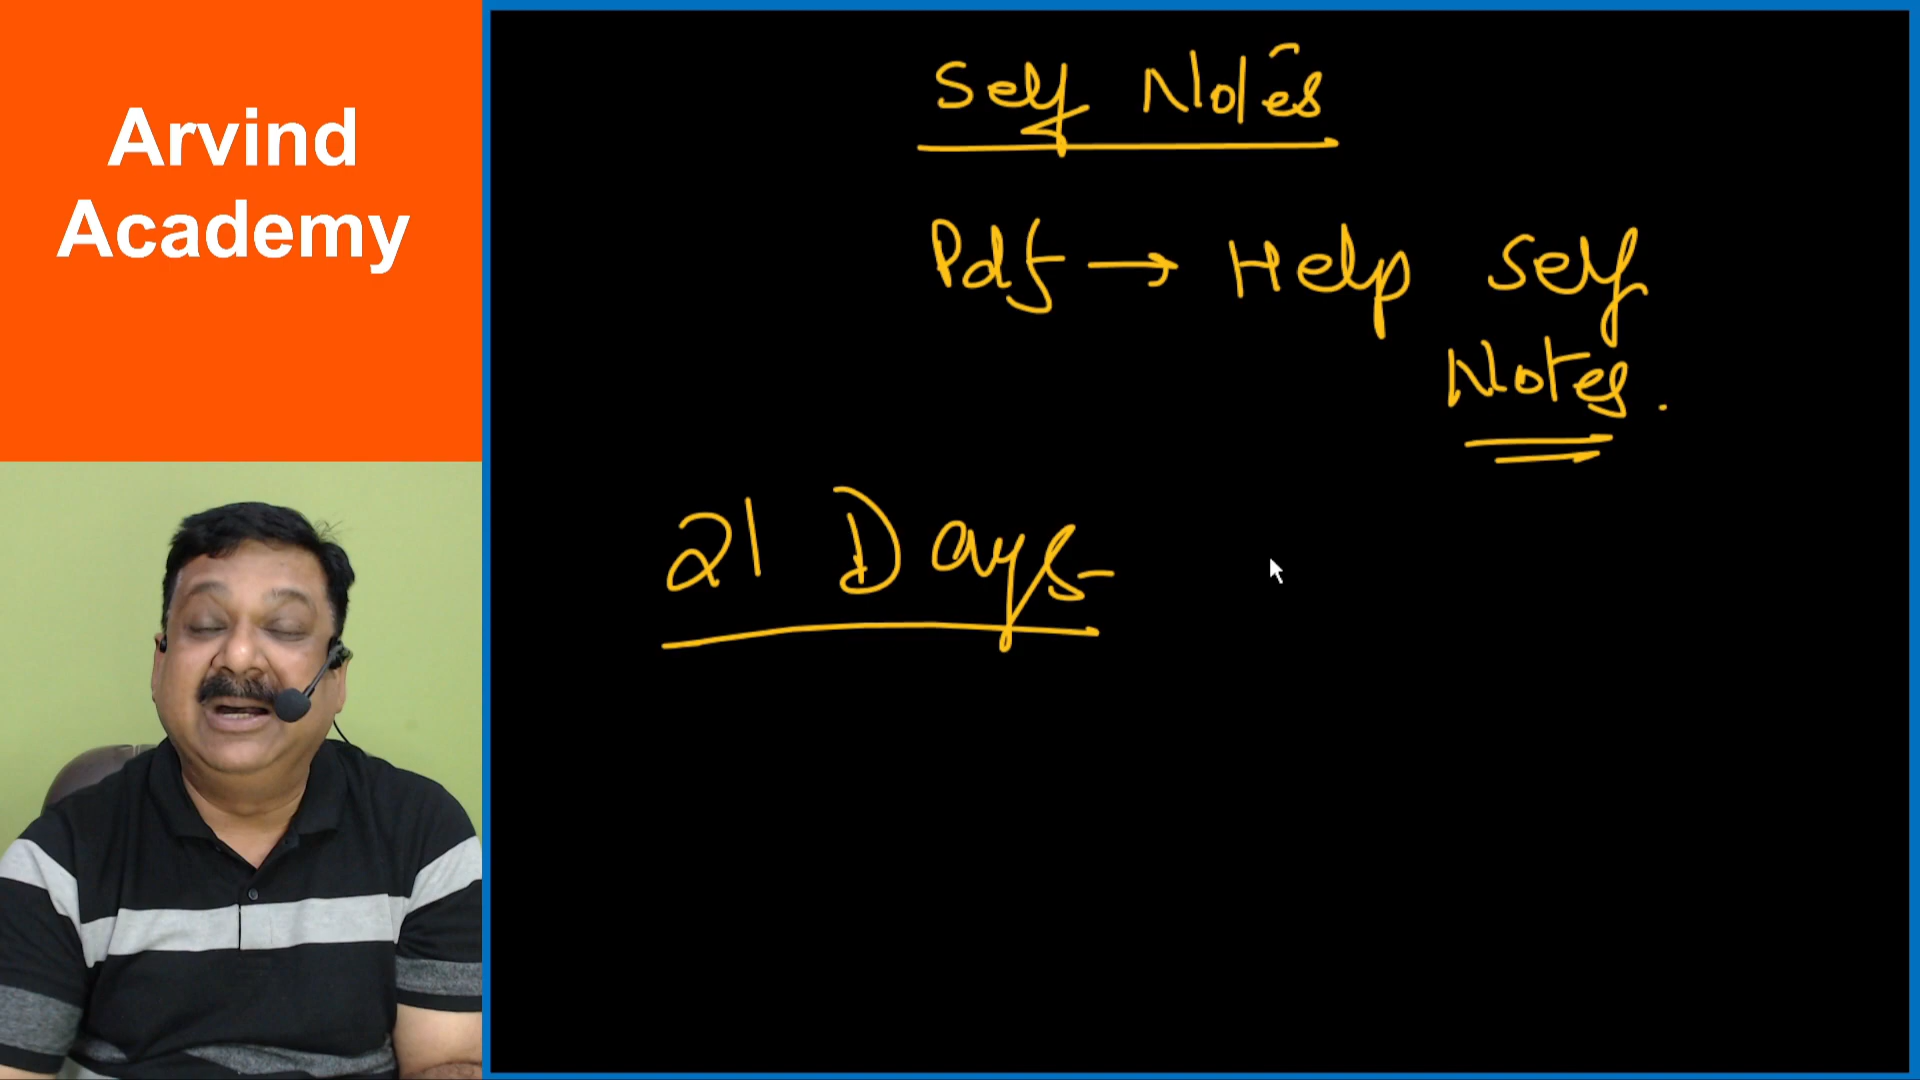 Arvind
Academy
Self Notes
Pdf → Help Self
Notes.
21 Days